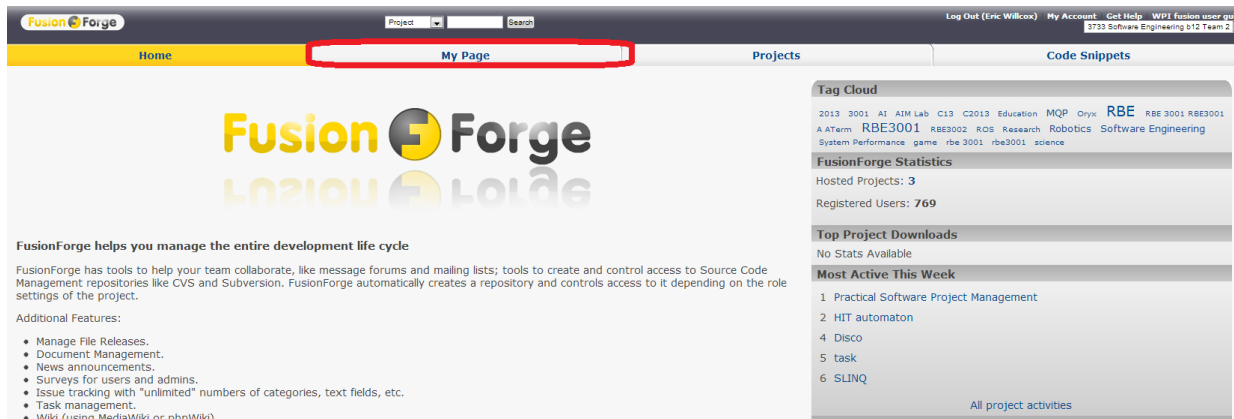 Fusion Forge
Project
Search
Log Out (Eric Willcox) My Account Get Help WPI fusion user gu
3733 Software Engineering b12 Team 2
Home
My Page
Projects
Code Snippets
Fusion Forge
FusionForge helps you manage the entire development life cycle
FusionForge has tools to help your team collaborate, like message forums and mailing lists; tools to create and control access to Source Code
Management repositories like CVS and Subversion. FusionForge automatically creates a repository and controls access to it depending on the role
settings of the project.
Additional Features:
• Manage File Releases.
• Document Management.
• News announcements.
• Surveys for users and admins.
• Issue tracking with "unlimited" numbers of categories, text fields, etc.
• Task management.
• Wiki (using MediaWiki or phpWiki)
Tag Cloud
2013 3001 AI AIM Lab C13 C2013 Education MQP Oryx RBE RBE 3001 RBE3001
A ATerm RBE3001 RBE3002 ROS Research Robotics Software Engineering
System Performance game rbe 3001 rbe3001 science
FusionForge Statistics
Hosted Projects: 3
Registered Users: 769
Top Project Downloads
No Stats Available
Most Active This Week
1 Practical Software Project Management
2 HIT automaton
4 Disco
5 task
6 SLINQ
All project activities